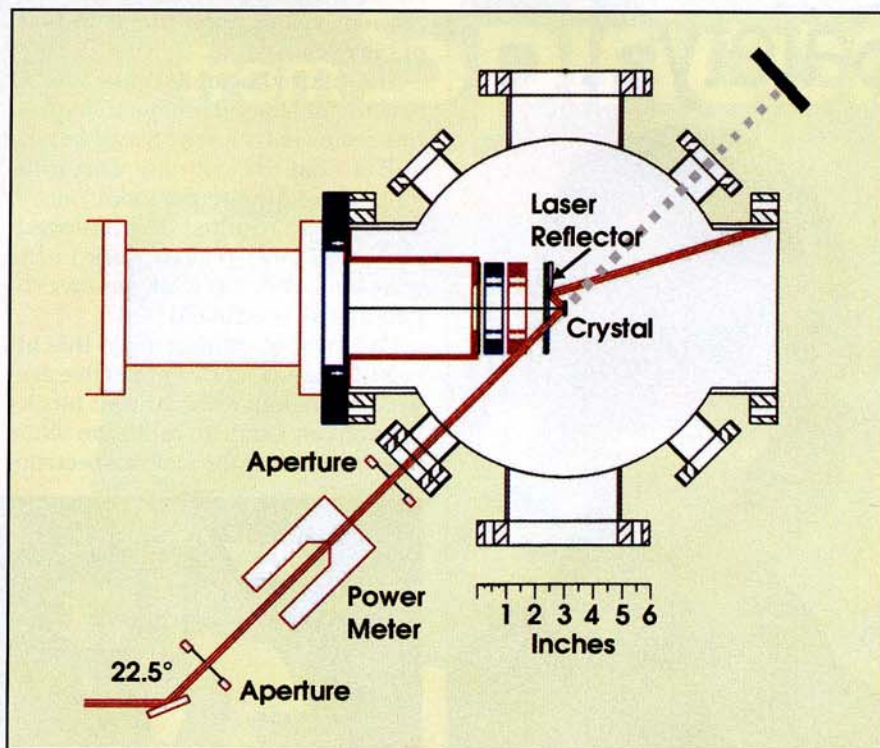 Laser
Reflector
Crystal
Aperture
Power
Meter
22.5°
Aperture
1 2 3 4 5 6
Inches